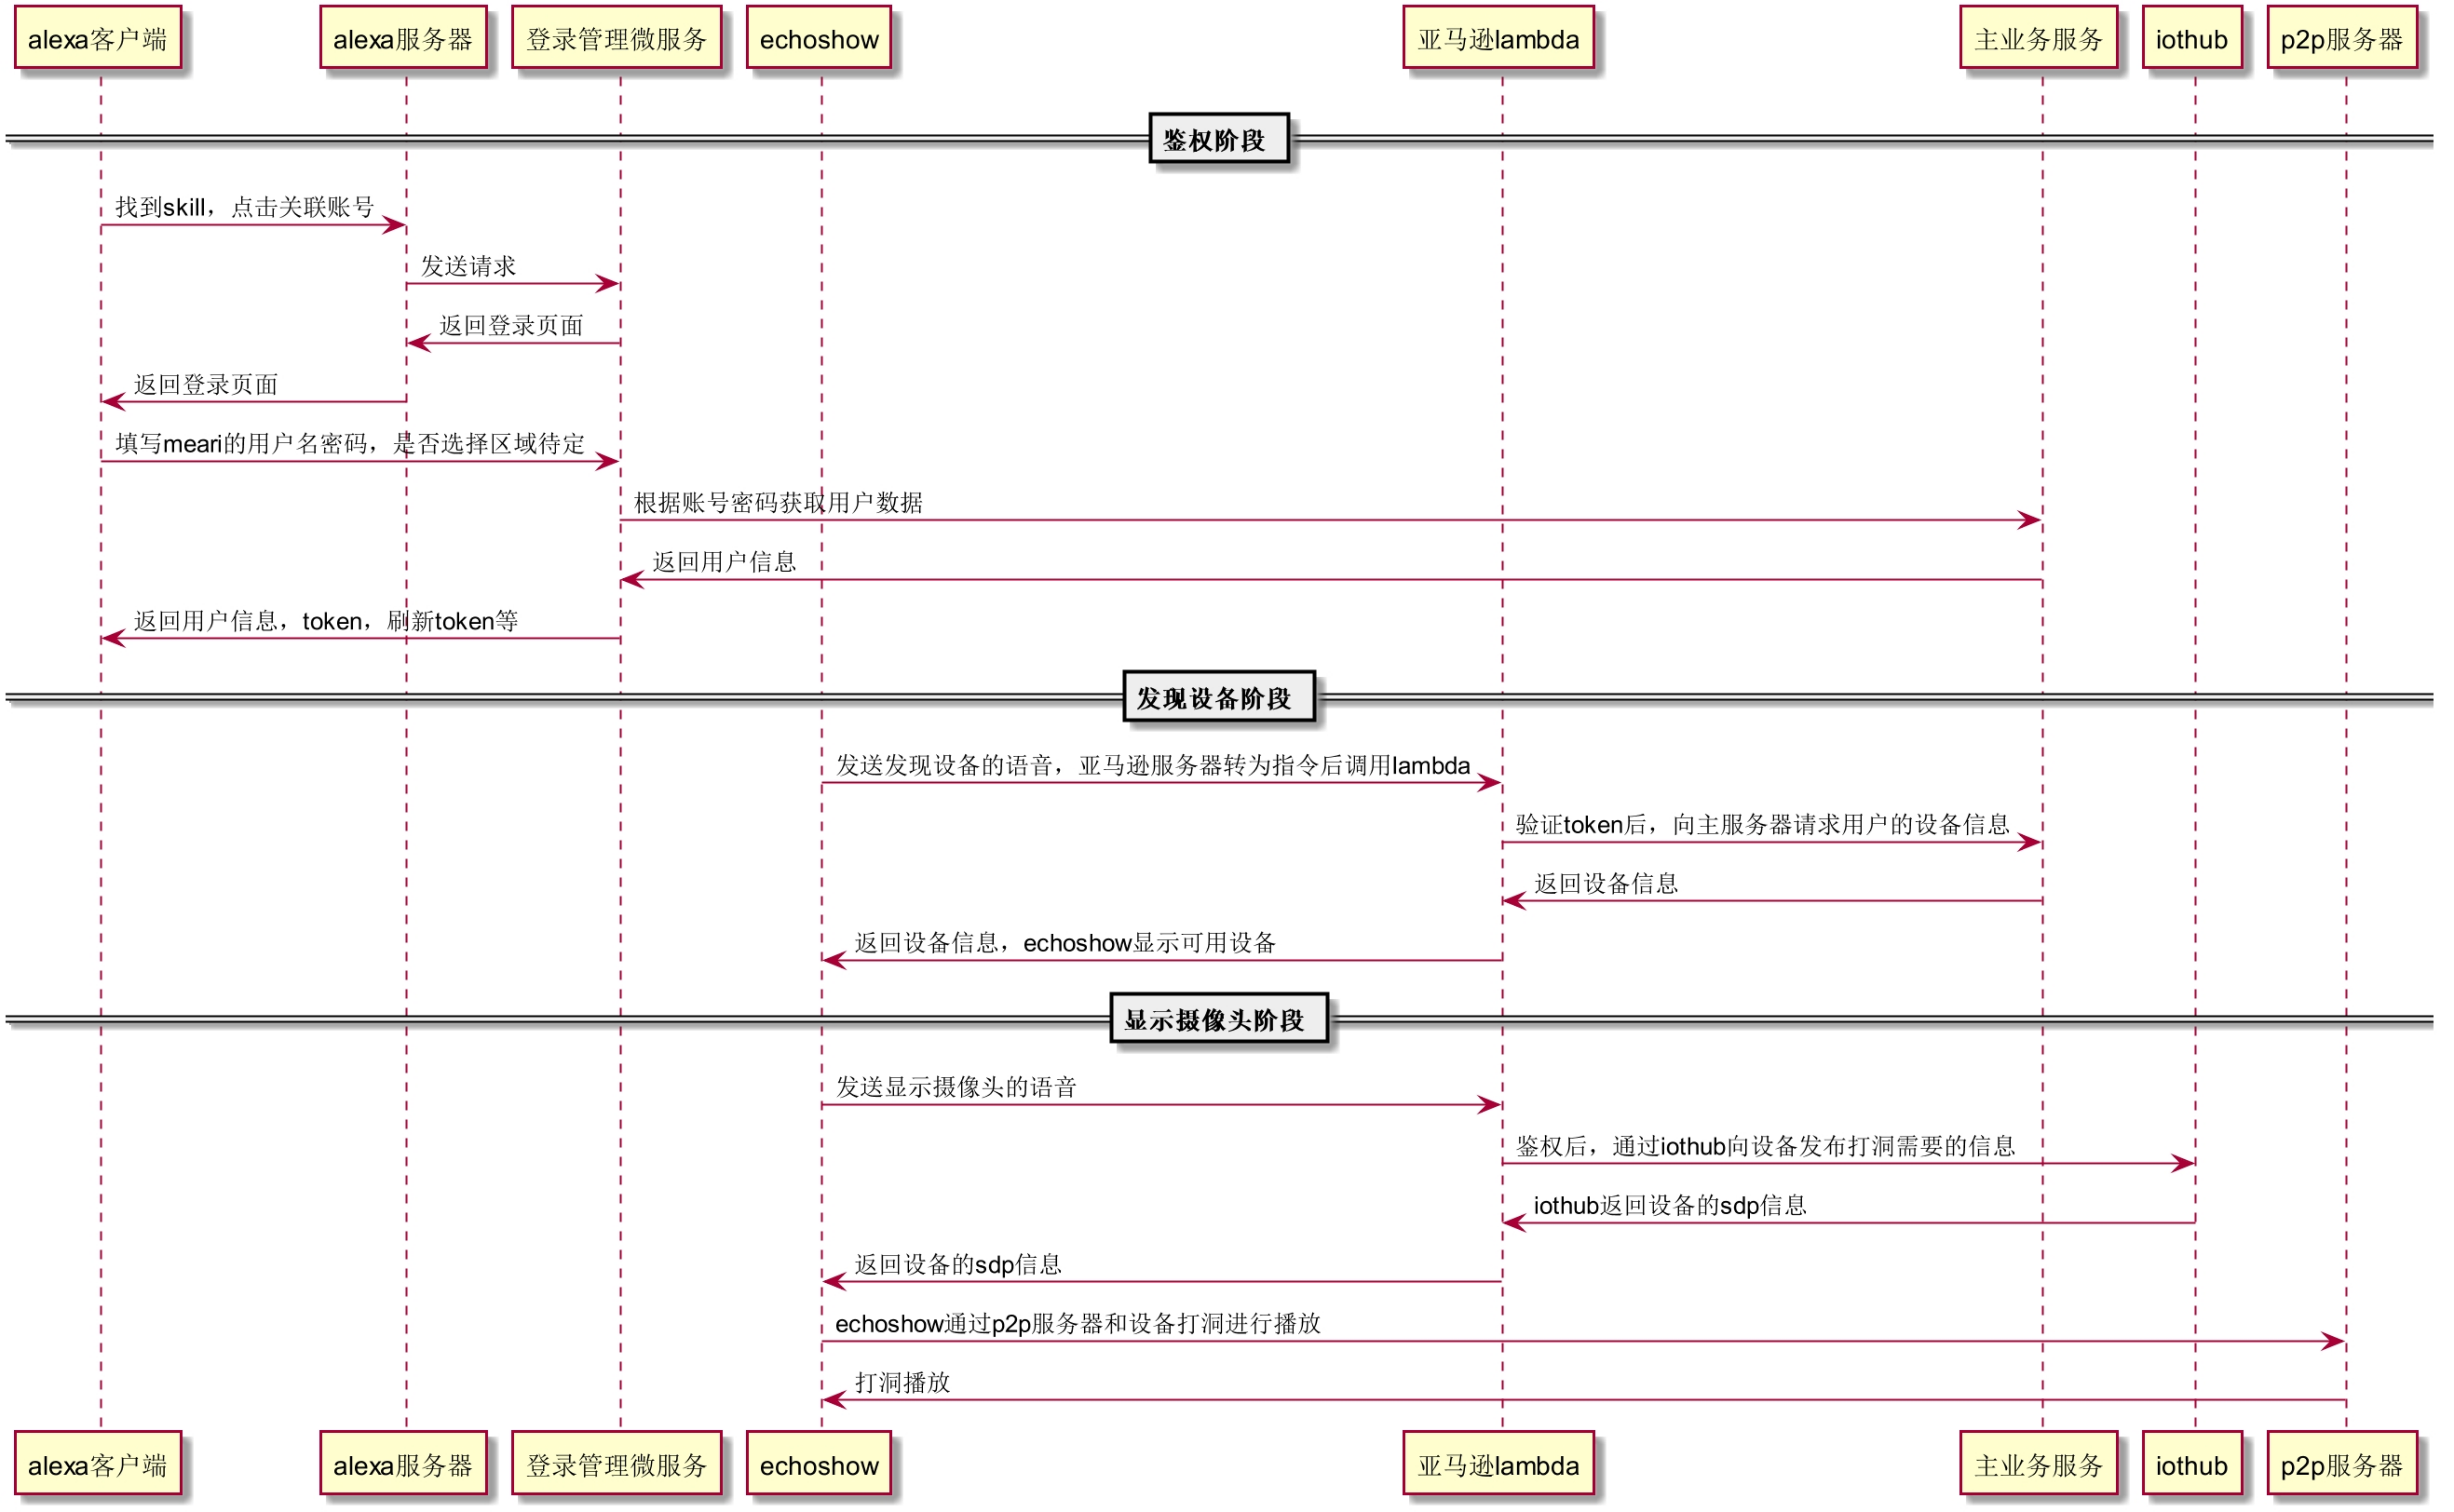 alexa客户端
alexa服务器
登录管理微服务
echoshow
亚马逊lambda
主业务服务
iothub
p2p服务器
鉴权阶段
找到skill，点击关联账号
发送请求
返回登录页面
返回登录页面
填写meari的用户名密码，是否选择区域待定
根据账号密码获取用户数据
返回用户信息
返回用户信息，token，刷新token等
发现设备阶段
发送发现设备的语音，亚马逊服务器转为指令后调用lambda
验证token后，向主服务器请求用户的设备信息
返回设备信息
返回设备信息，echoshow显示可用设备
显示摄像头阶段
发送显示摄像头的语音
鉴权后，通过iothub向设备发布打洞需要的信息
iothub返回设备的sdp信息
返回设备的sdp信息
echoshow通过p2p服务器和设备打洞进行播放
打洞播放
alexa客户端
alexa服务器
登录管理微服务
echoshow
亚马逊lambda
主业务服务
iothub
p2p服务器